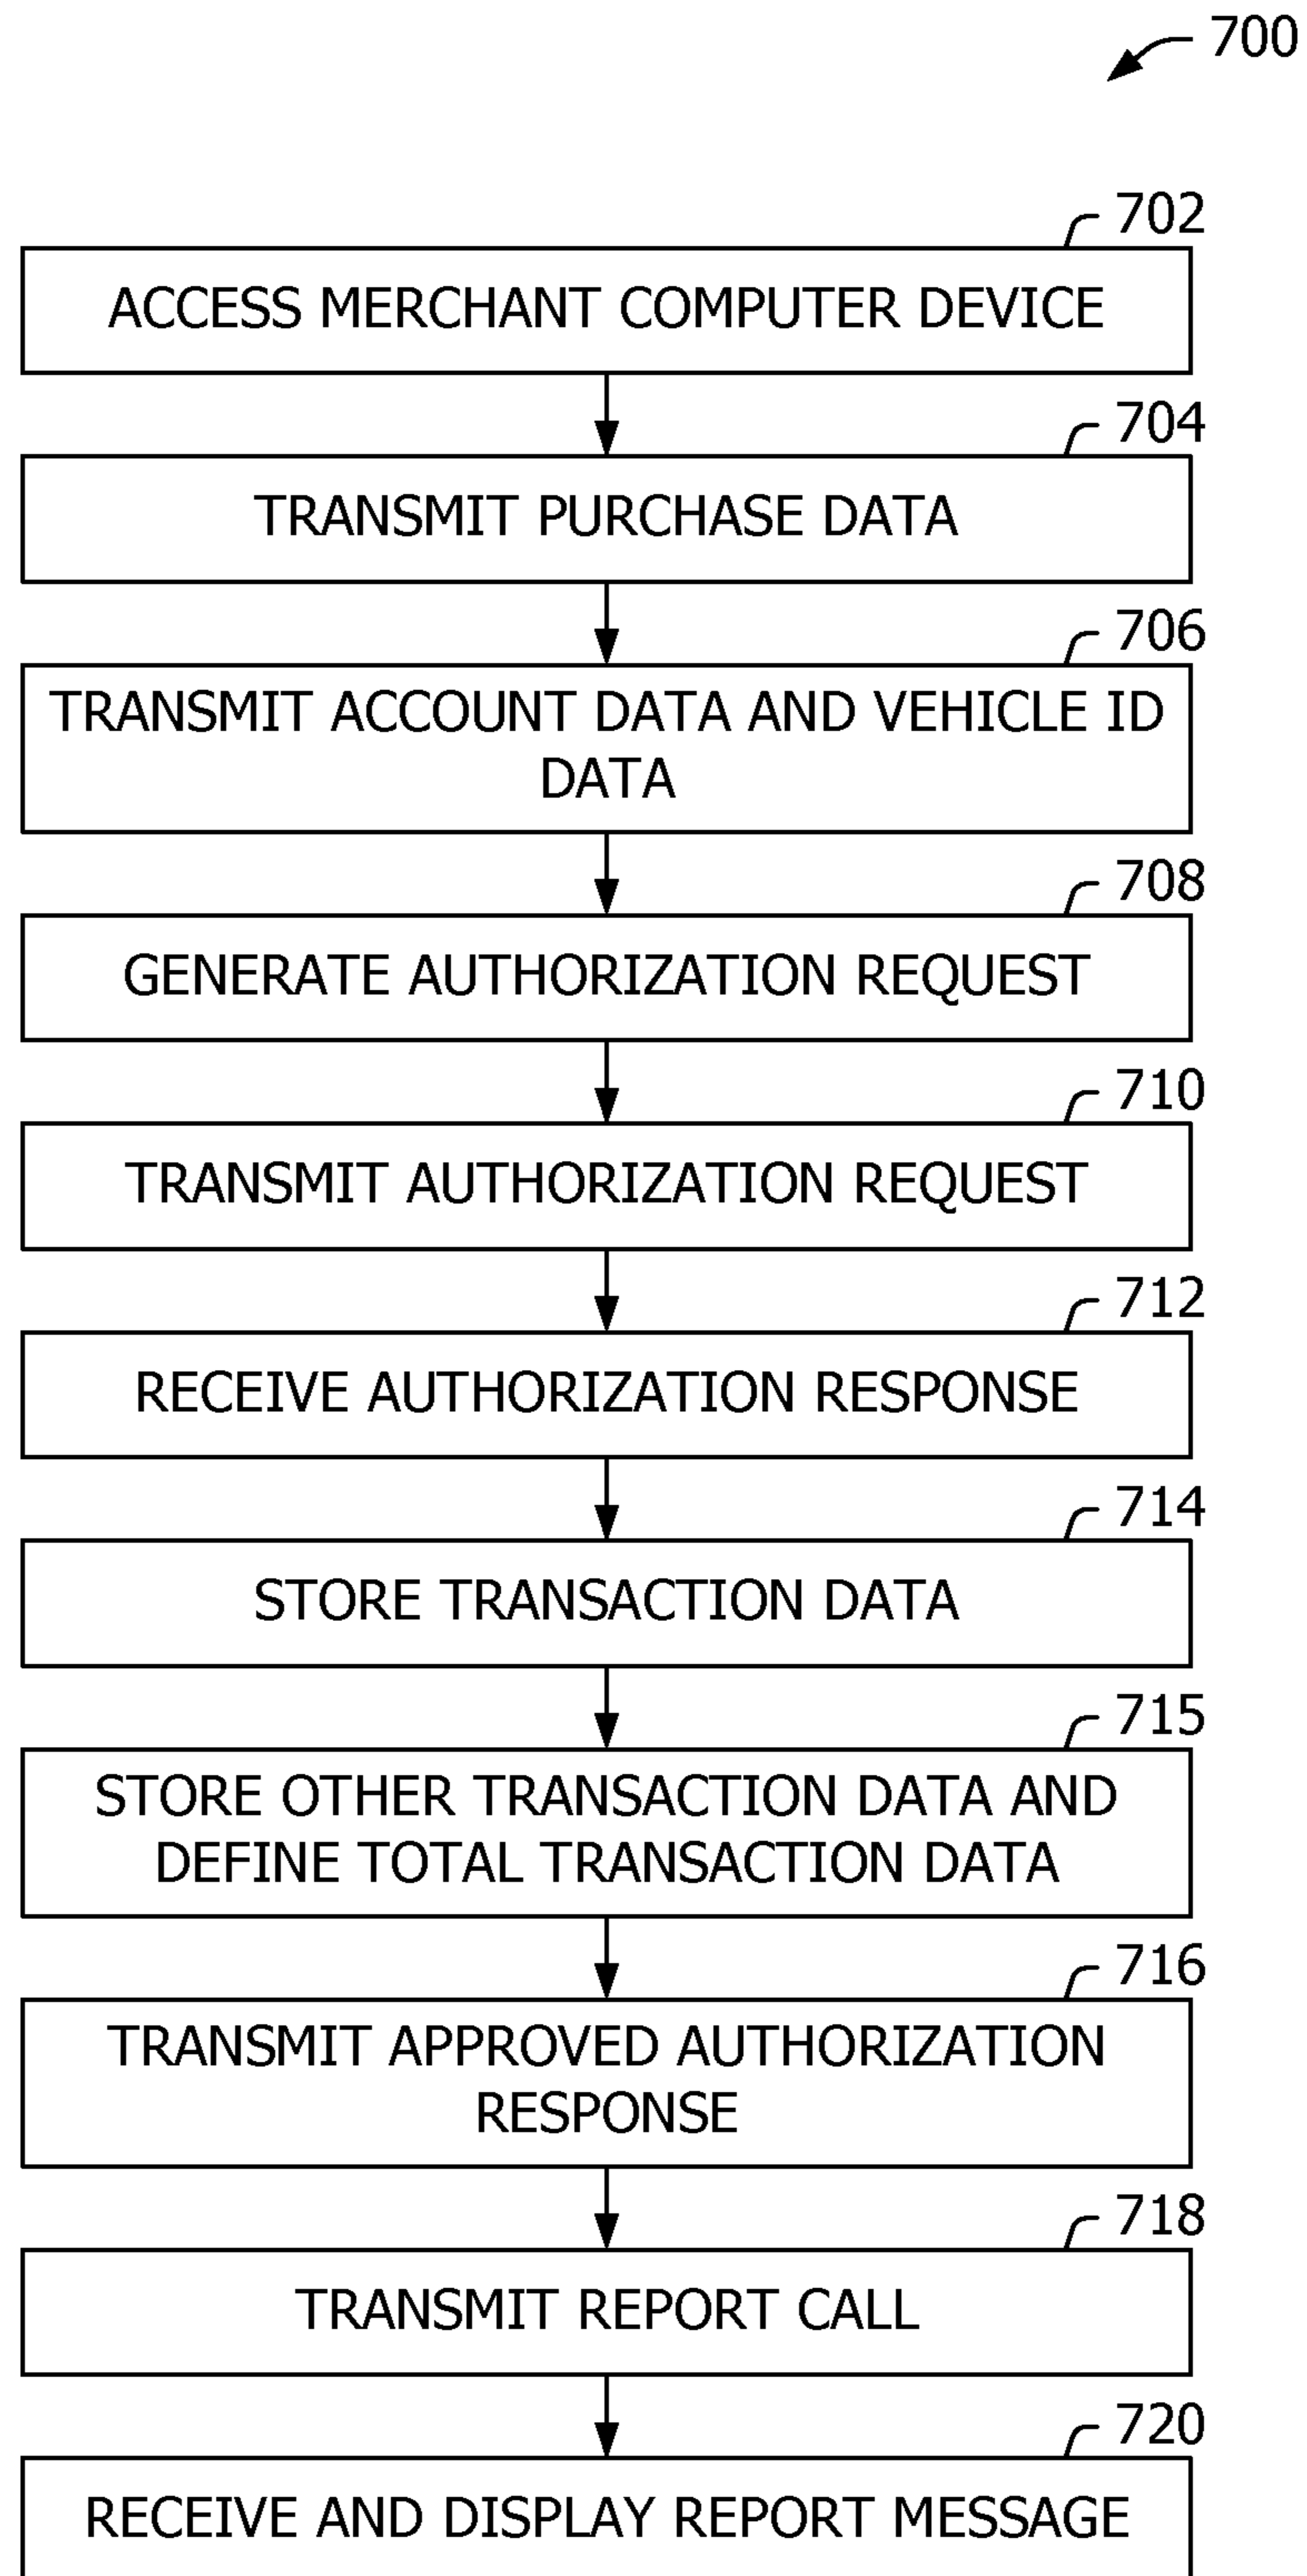 700
702
ACCESS MERCHANT COMPUTER DEVICE
704
TRANSMIT PURCHASE DATA
706
TRANSMIT ACCOUNT DATA AND VEHICLE ID
DATA
708
GENERATE AUTHORIZATION REQUEST
710
TRANSMIT AUTHORIZATION REQUEST
712
RECEIVE AUTHORIZATION RESPONSE
714
STORE TRANSACTION DATA
715
STORE OTHER TRANSACTION DATA AND
DEFINE TOTAL TRANSACTION DATA
716
TRANSMIT APPROVED AUTHORIZATION
RESPONSE
718
TRANSMIT REPORT CALL
720
RECEIVE AND DISPLAY REPORT MESSAGE